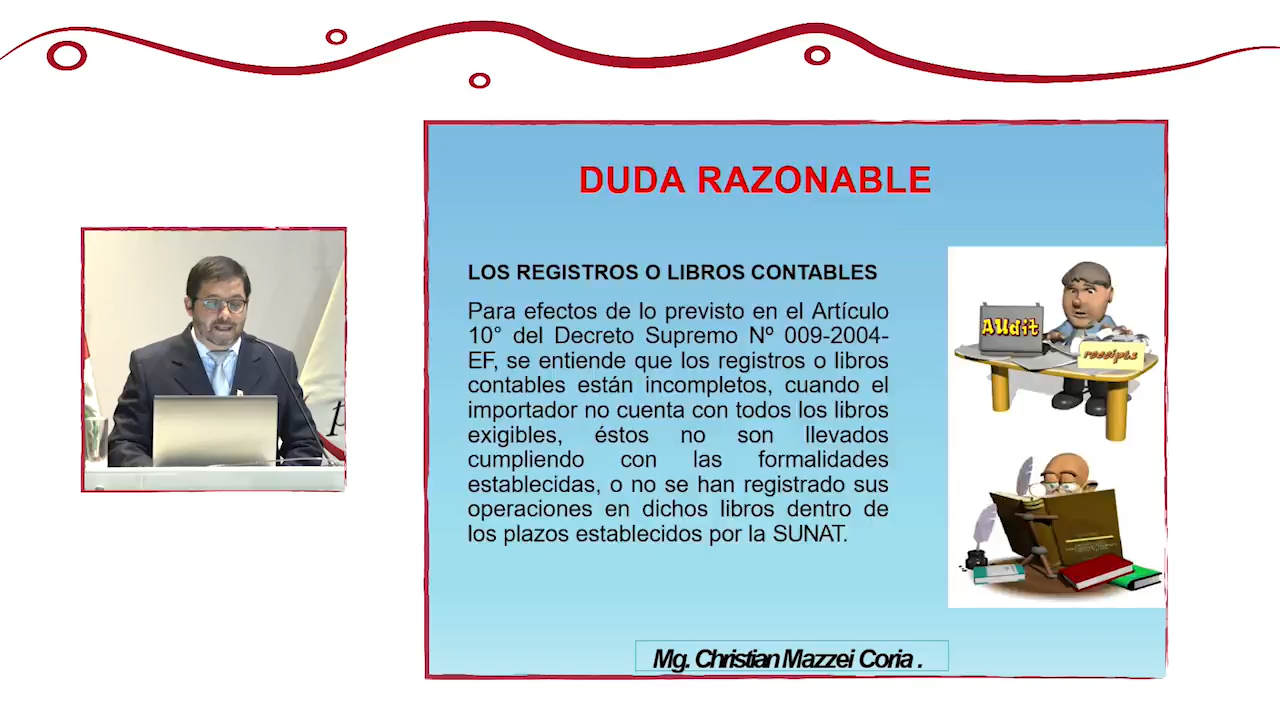 DUDA RAZONABLE
LOS REGISTROS O LIBROS CONTABLES
Para efectos de lo previsto en el Artículo
10° del Decreto Supremo Nº 009-2004-
EF, se entiende que los registros o libros
contables están incompletos, cuando el
importador no cuenta con todos los libros
exigibles, éstos no son llevados
cumpliendo con las formalidades
establecidas, o no se han registrado sus
operaciones en dichos libros dentro de
los plazos establecidos por la SUNAT.
AUdit
receipts
Mg. Christian Mazzei Coria .